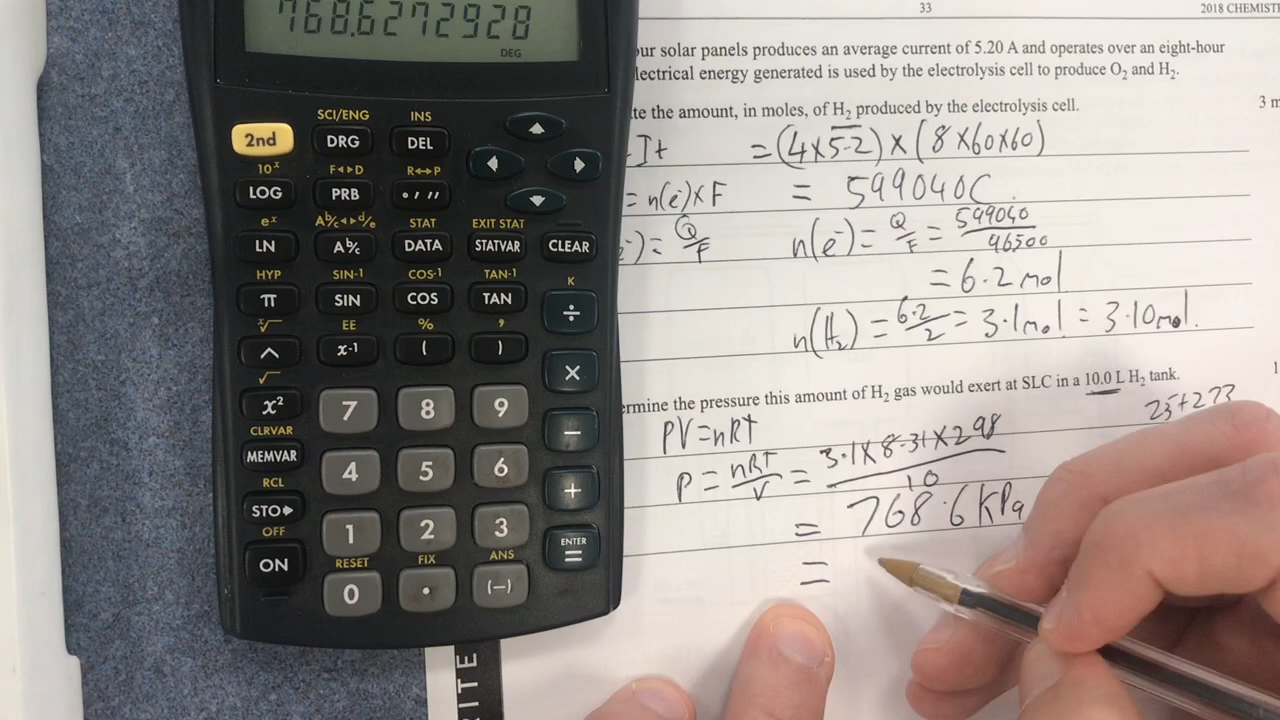 768.6272928
DEG
33
2018 CHEMIST
ur solar panels produces an average current of 5.20 A and operates over an eight-hour
lectrical energy generated is used by the electrolysis cell to produce O₂ and H₂.
te the amount, in moles, of H₂ produced by the electrolysis cell.
3 m
It = (4×5.2)×(8×60×60)
= n(e⁻)×F = 599040C.
)= Q/F n(e⁻)= Q/F = 599040/96500
= 6.2 mol
n(H₂) = 6.2/2 = 3.1mol = 3.10mol.
rmine the pressure this amount of H₂ gas would exert at SLC in a 10.0 L H₂ tank.
1
25+273
PV=nRT
P = nRT/V = 3.1×8.31×298/10
= 768.6 kPa
=
SCI/ENG INS
2nd DRG DEL
10ˣ F◄►D R◄►P
LOG PRB ° ' "
eˣ Ab/c◄►d/e STAT EXIT STAT
LN Ab/c DATA STATVAR CLEAR
HYP SIN-1 COS-1 TAN-1 K
π SIN COS TAN ÷
ˣ√ EE % ,
^ x-1 ( ) ×
√
x² 7 8 9
CLRVAR −
MEMVAR 4 5 6
RCL +
STO► 1 2 3
OFF RESET FIX ANS ENTER
ON 0 . (−) =
ITE